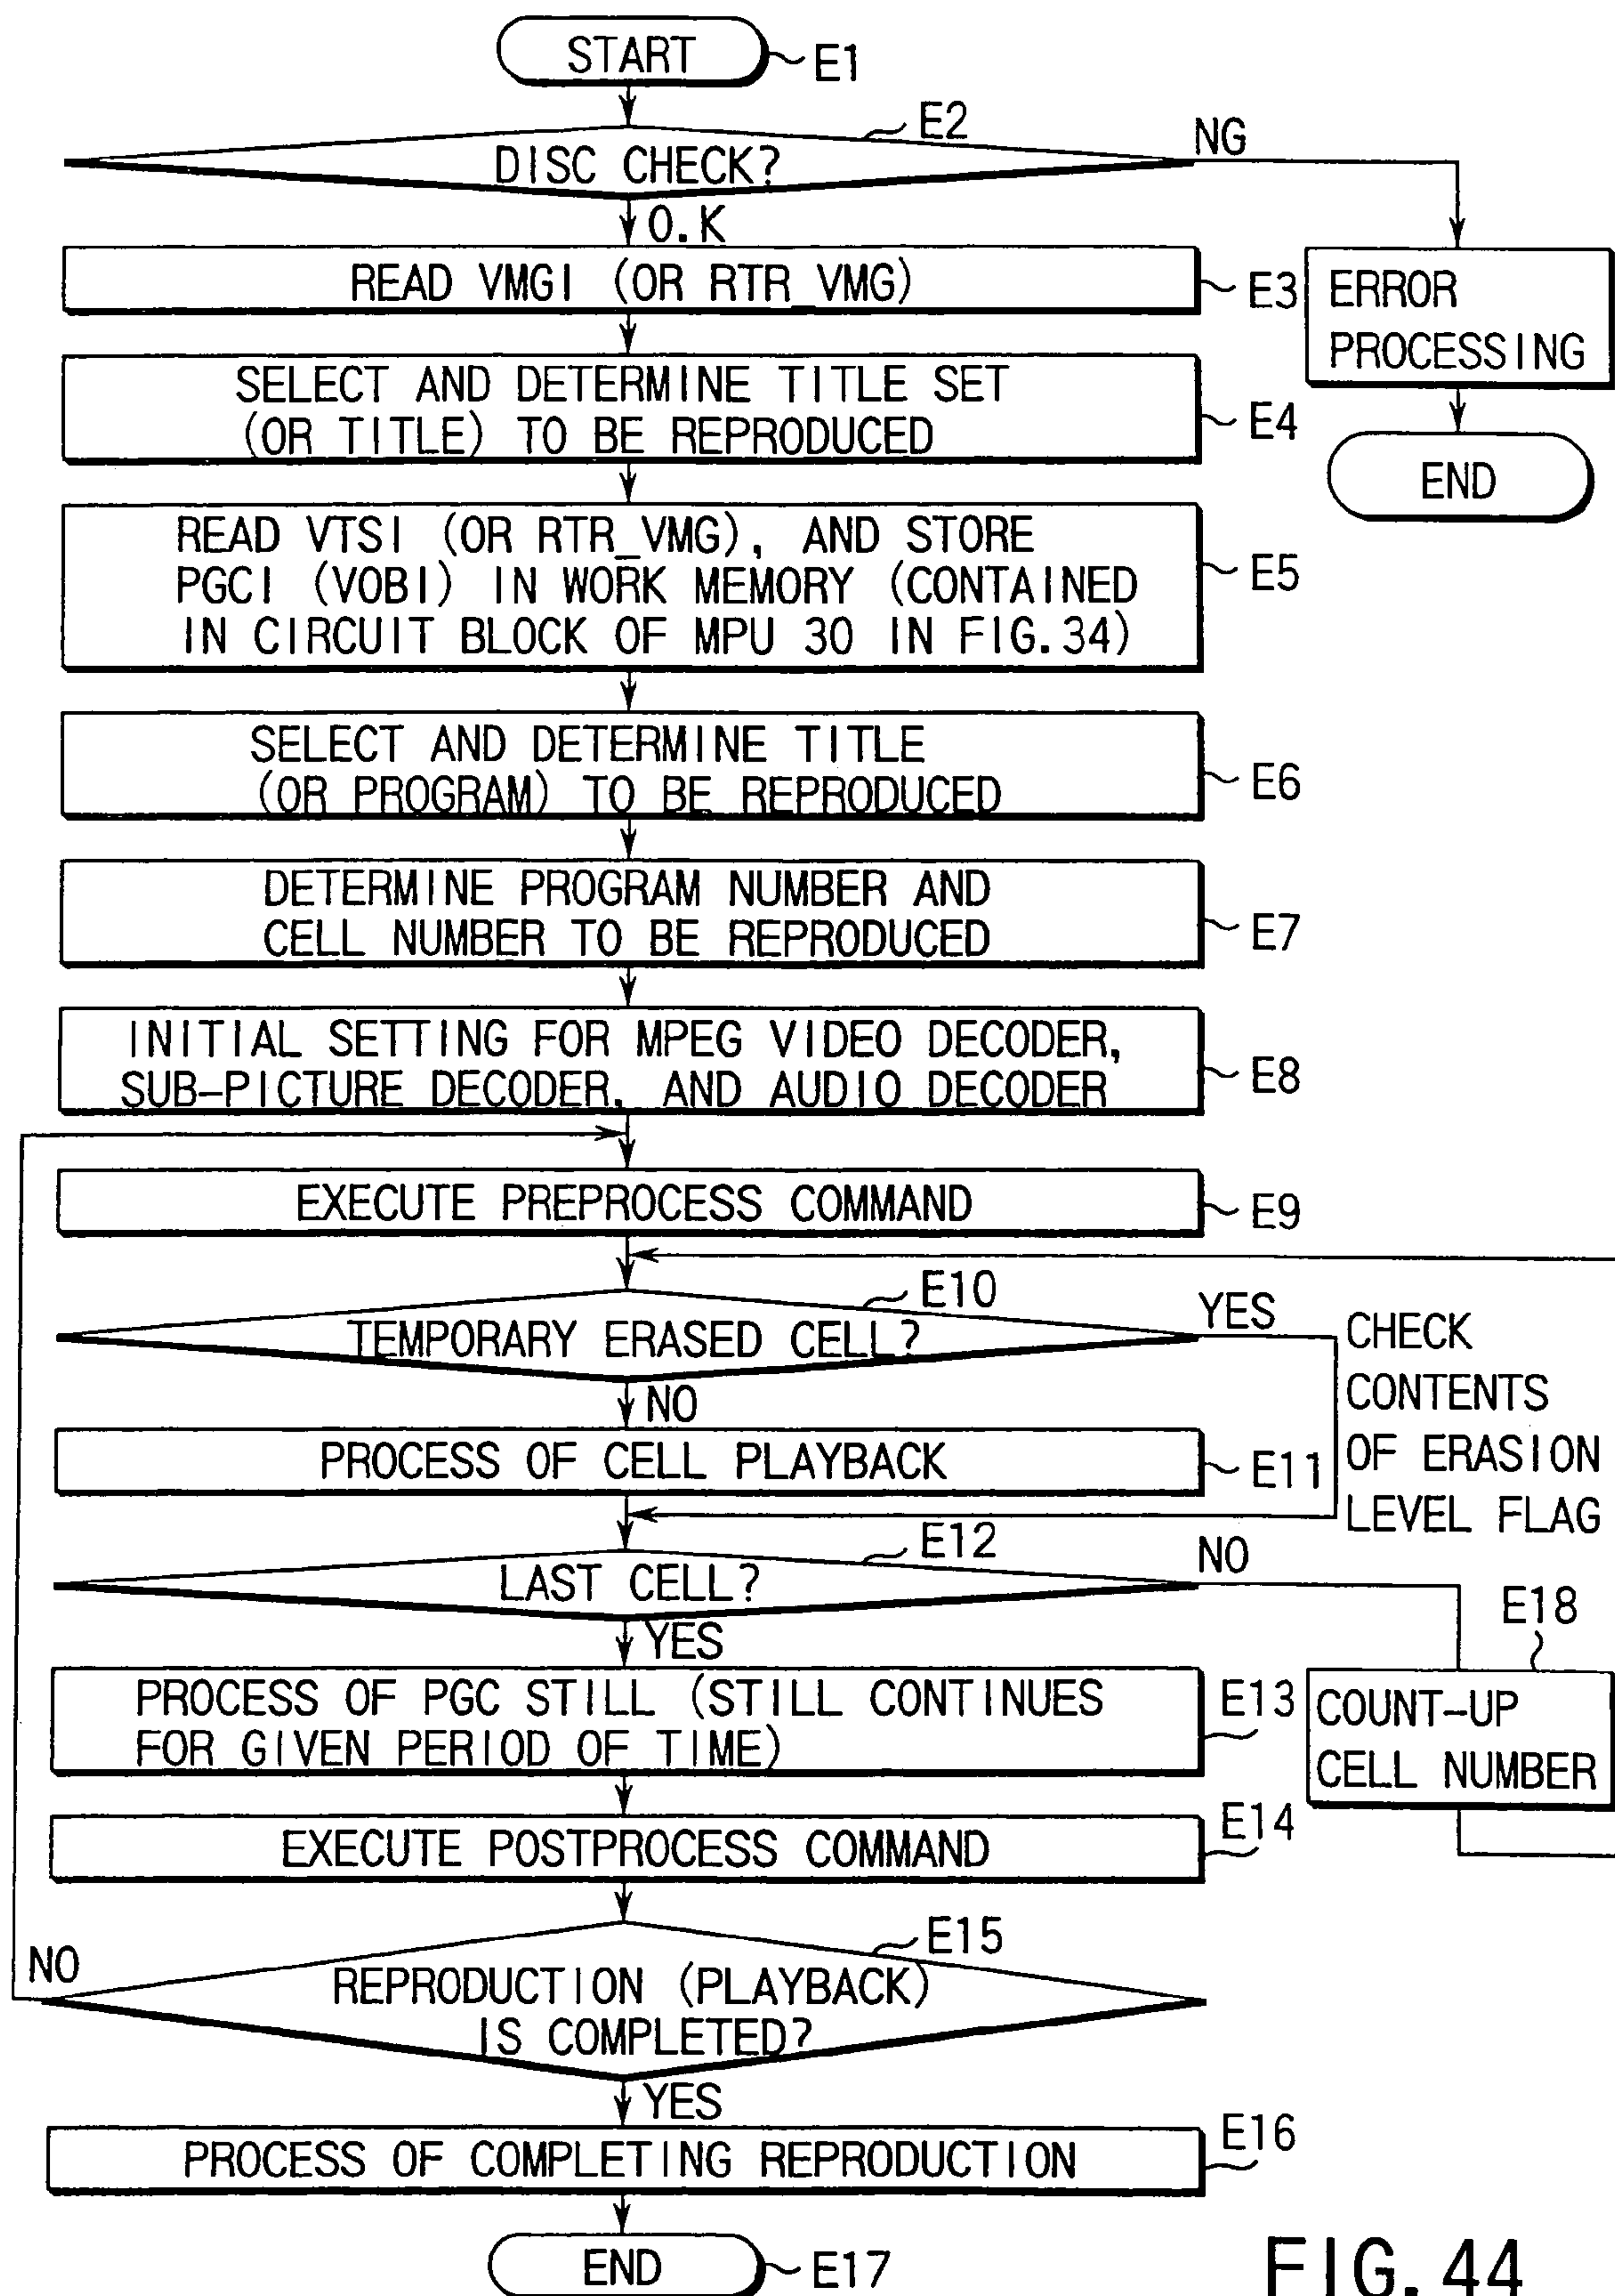 START
E1
E2
NG
DISC CHECK?
O.K
READ VMGI (OR RTR_VMG)
E3
ERROR
PROCESSING
END
SELECT AND DETERMINE TITLE SET
(OR TITLE) TO BE REPRODUCED
E4
READ VTSI (OR RTR_VMG), AND STORE
PGCI (VOBI) IN WORK MEMORY (CONTAINED
IN CIRCUIT BLOCK OF MPU 30 IN FIG.34)
E5
SELECT AND DETERMINE TITLE
(OR PROGRAM) TO BE REPRODUCED
E6
DETERMINE PROGRAM NUMBER AND
CELL NUMBER TO BE REPRODUCED
E7
INITIAL SETTING FOR MPEG VIDEO DECODER,
SUB-PICTURE DECODER, AND AUDIO DECODER
E8
EXECUTE PREPROCESS COMMAND
E9
E10
YES
TEMPORARY ERASED CELL?
NO
CHECK
CONTENTS
OF ERASION
LEVEL FLAG
PROCESS OF CELL PLAYBACK
E11
E12
NO
LAST CELL?
YES
E18
COUNT-UP
CELL NUMBER
PROCESS OF PGC STILL (STILL CONTINUES
FOR GIVEN PERIOD OF TIME)
E13
EXECUTE POSTPROCESS COMMAND
E14
E15
NO
REPRODUCTION (PLAYBACK)
IS COMPLETED?
YES
PROCESS OF COMPLETING REPRODUCTION
E16
END
E17
FIG.44